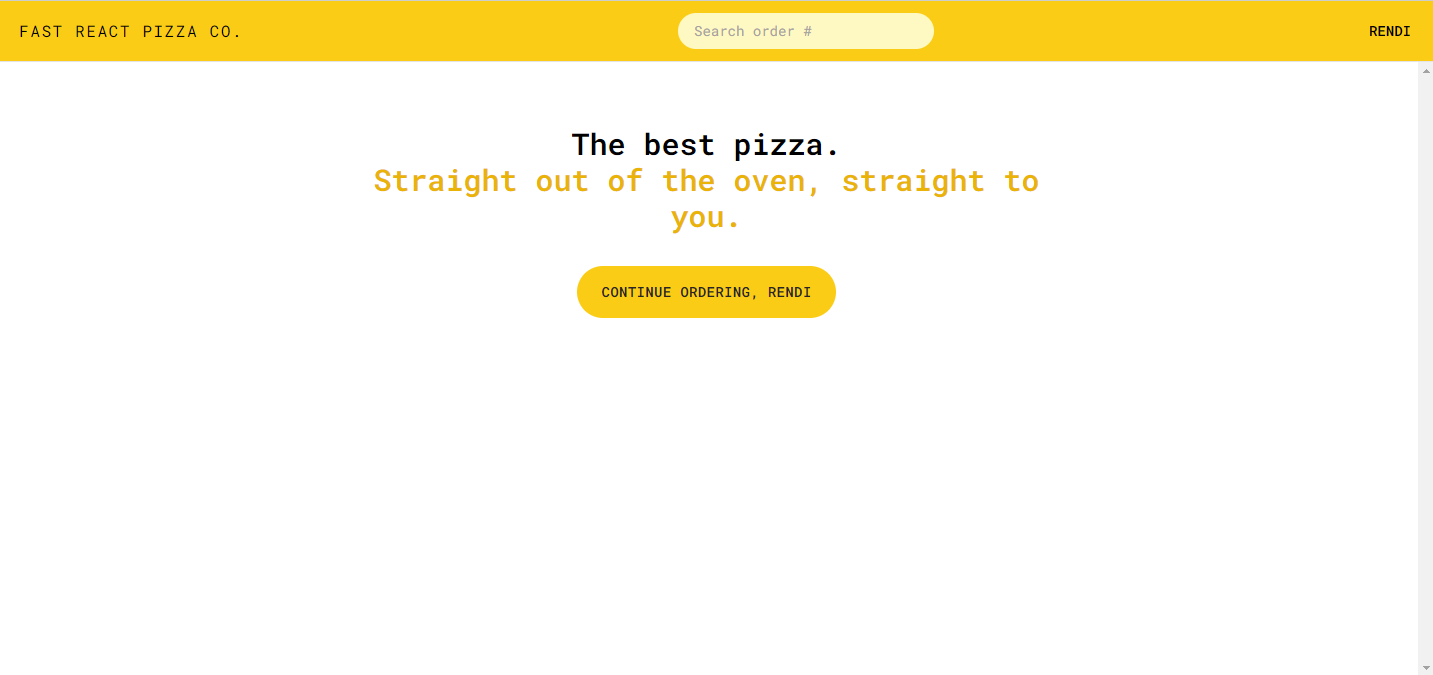 FAST REACT PIZZA CO.
Search order #
RENDI
The best pizza.
Straight out of the oven, straight to
you.
CONTINUE ORDERING, RENDI